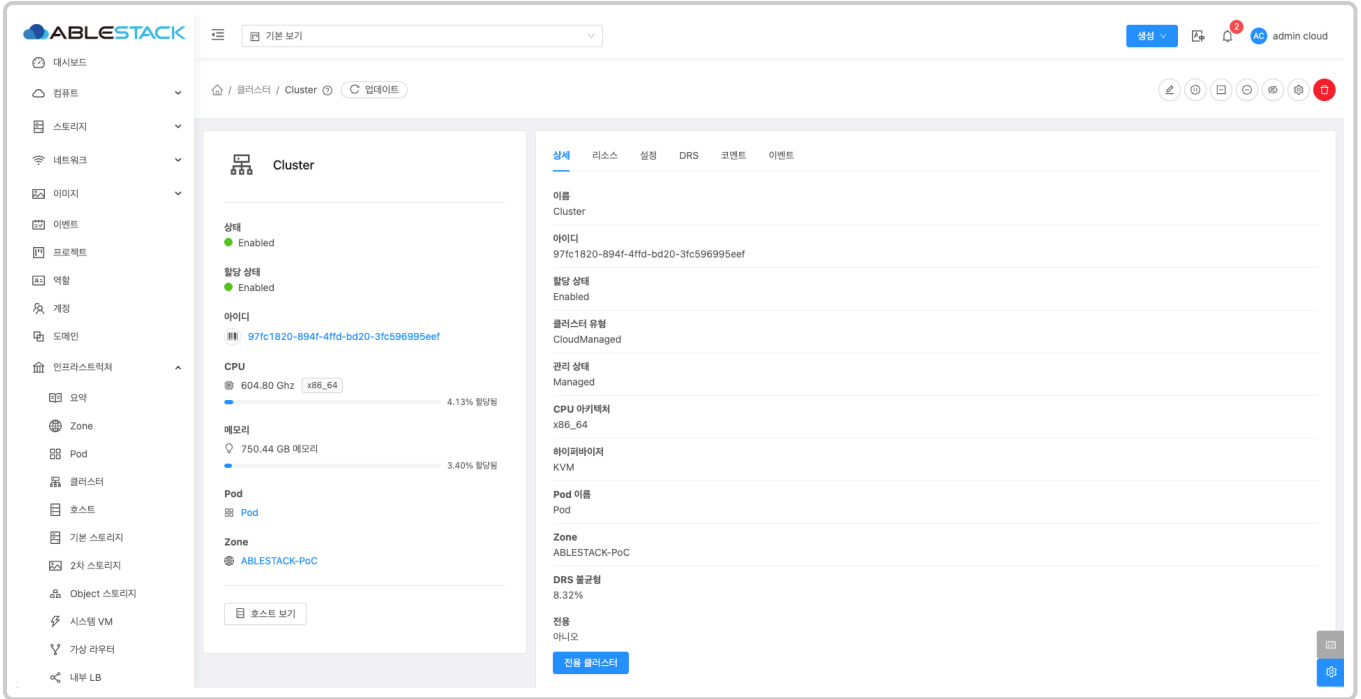 ABLESTACK
기본 보기
생성
2
AC
admin cloud
대시보드
컴퓨트
스토리지
네트워크
이미지
이벤트
프로젝트
역할
계정
도메인
인프라스트럭쳐
요약
Zone
Pod
클러스터
호스트
기본 스토리지
2차 스토리지
Object 스토리지
시스템 VM
가상 라우터
내부 LB
/ 클러스터 / Cluster
업데이트
Cluster
상태
Enabled
할당 상태
Enabled
아이디
97fc1820-894f-4ffd-bd20-3fc596995eef
CPU
604.80 Ghz x86_64
4.13% 할당됨
메모리
750.44 GB 메모리
3.40% 할당됨
Pod
Pod
Zone
ABLESTACK-PoC
호스트 보기
상세 리소스 설정 DRS 코멘트 이벤트
이름
Cluster
아이디
97fc1820-894f-4ffd-bd20-3fc596995eef
할당 상태
Enabled
클러스터 유형
CloudManaged
관리 상태
Managed
CPU 아키텍처
x86_64
하이퍼바이저
KVM
Pod 이름
Pod
Zone
ABLESTACK-PoC
DRS 불균형
8.32%
전용
아니오
전용 클러스터